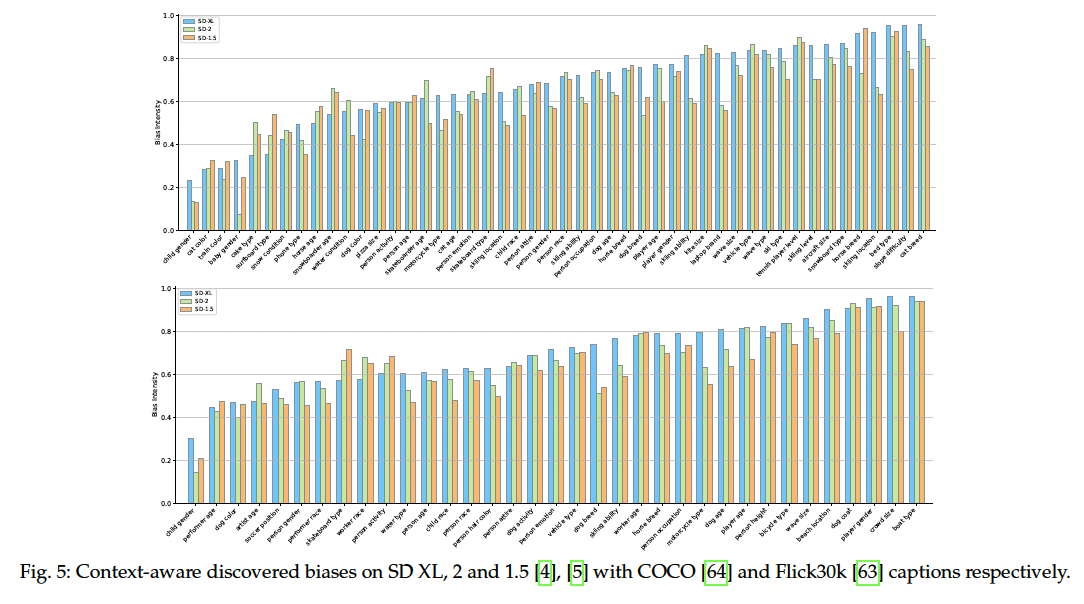 1.0
SD-XL
SD-2
SD-1.5
0.8
0.6
0.4
0.2
0.0
Bias Intensity
child gender
coat color
train color
baby gender
cake type
surfboard type
snow condition
phone type
horse age
snowboarder age
water condition
dog color
pizza size
person activity
person age
skateboarder age
motorcycle type
cat age
person emotion
skateboard type
skiing location
child race
person attire
person gender
person race
skiing ability
person occupation
dog age
horse breed
dog breed
player age
player gender
skiing ability
kite size
laptop brand
wave size
vehicle type
wave type
ski type
tennis player level
skiing level
aircraft size
snowboard type
horse breed
skiing location
bed type
slope difficulty
cat breed
1.0
SD-XL
SD-2
SD-1.5
0.8
0.6
0.4
0.2
0.0
Bias Intensity
child gender
performer age
dog color
artist age
soccer position
person gender
performer race
skateboard type
worker race
person activity
water type
person age
child race
person race
person hair color
person attire
dog activity
person emotion
vehicle type
dog breed
skiing ability
worker age
horse breed
person occupation
motorcycle type
dog age
player age
person height
bicycle type
wave size
beach location
dog coat
player gender
crowd size
boat type
Fig. 5: Context-aware discovered biases on SD XL, 2 and 1.5 [4], [5] with COCO [64] and Flick30k [63] captions respectively.